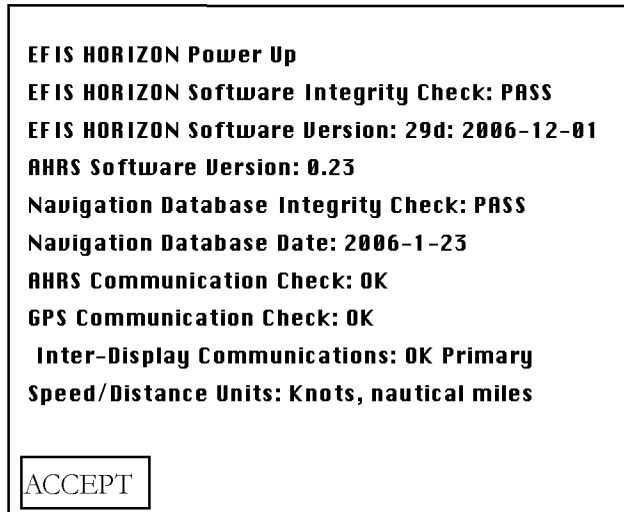 EFIS HORIZON Power Up
EFIS HORIZON Software Integrity Check: PASS
EFIS HORIZON Software Version: 29d: 2006-12-01
AHRS Software Version: 0.23
Navigation Database Integrity Check: PASS
Navigation Database Date: 2006-1-23
AHRS Communication Check: OK
GPS Communication Check: OK
Inter-Display Communications: OK Primary
Speed/Distance Units: Knots, nautical miles
ACCEPT